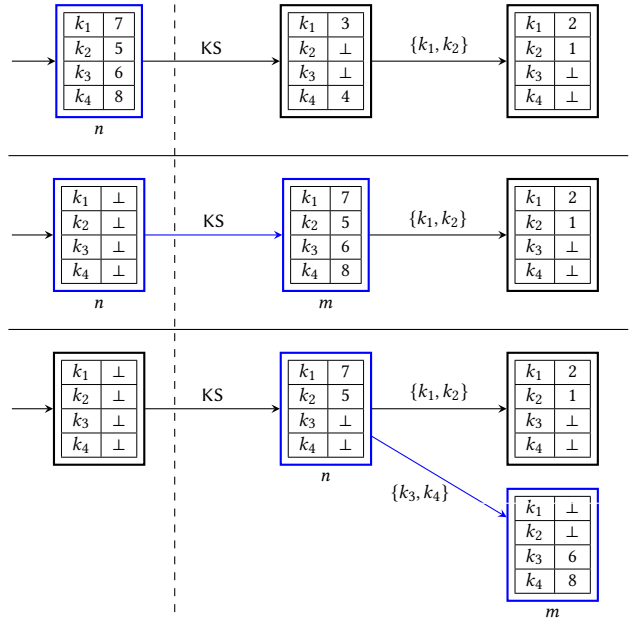 k₁ 7 k₁ 3 k₁ 2
k₂ 5 KS k₂ ⊥ {k₁, k₂} k₂ 1
k₃ 6 k₃ ⊥ k₃ ⊥
k₄ 8 k₄ 4 k₄ ⊥
n
k₁ ⊥ k₁ 7 k₁ 2
k₂ ⊥ KS k₂ 5 {k₁, k₂} k₂ 1
k₃ ⊥ k₃ 6 k₃ ⊥
k₄ ⊥ k₄ 8 k₄ ⊥
n m
k₁ ⊥ k₁ 7 k₁ 2
k₂ ⊥ KS k₂ 5 {k₁, k₂} k₂ 1
k₃ ⊥ k₃ ⊥ k₃ ⊥
k₄ ⊥ k₄ ⊥ k₄ ⊥
n
{k₃, k₄}
k₁ ⊥
k₂ ⊥
k₃ 6
k₄ 8
m